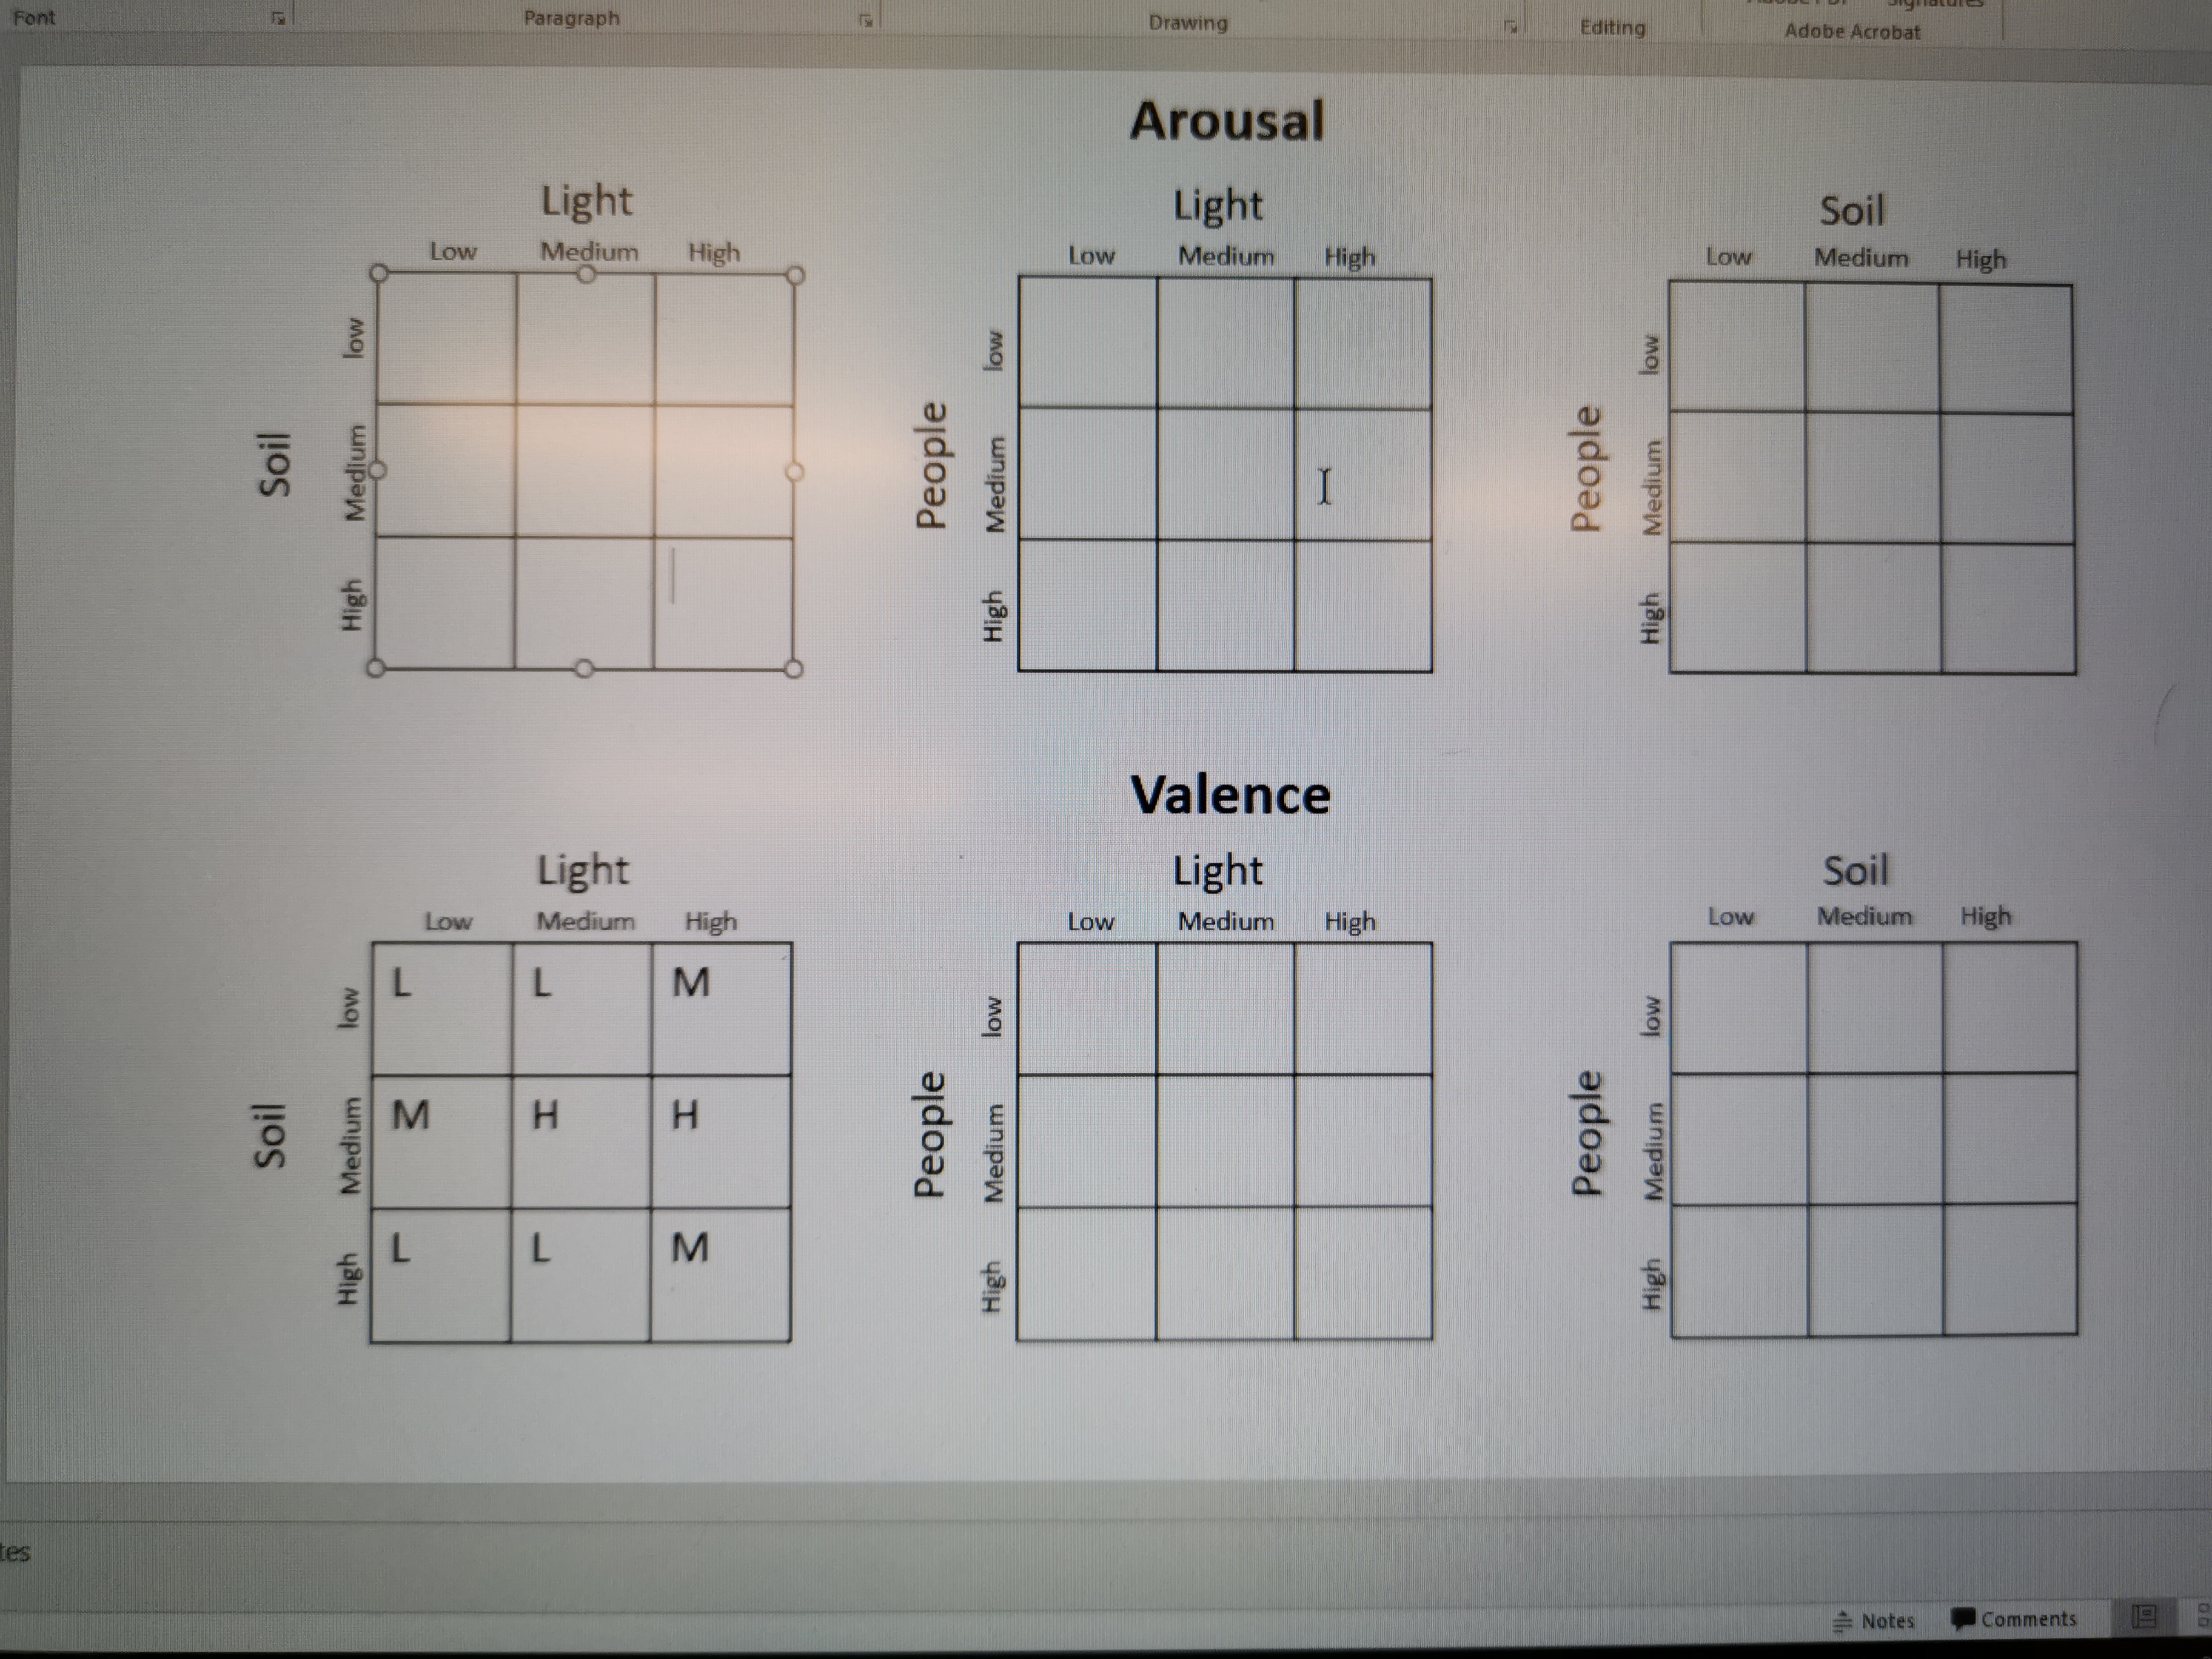 Font
Paragraph
Drawing
Editing
Adobe Acrobat
Arousal
Light
Low Medium High
Soil
low
Medium
High
Light
Low Medium High
People
low
Medium
High
Soil
Low Medium High
People
low
Medium
High
Valence
Light
Low Medium High
Soil
low L L M
Medium M H H
High L L M
Light
Low Medium High
People
low
Medium
High
Soil
Low Medium High
People
low
Medium
High
Notes Comments